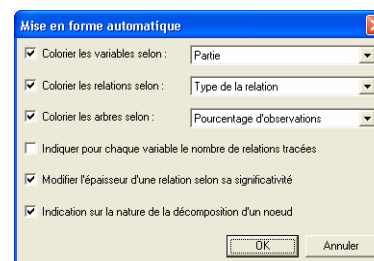 Mise en forme automatique
Colorier les variables selon : Partie
Colorier les relations selon : Type de la relation
Colorier les arbres selon : Pourcentage d'observations
Indiquer pour chaque variable le nombre de relations tracées
Modifier l'épaisseur d'une relation selon sa significativité
Indication sur la nature de la décomposition d'un noeud
OK Annuler